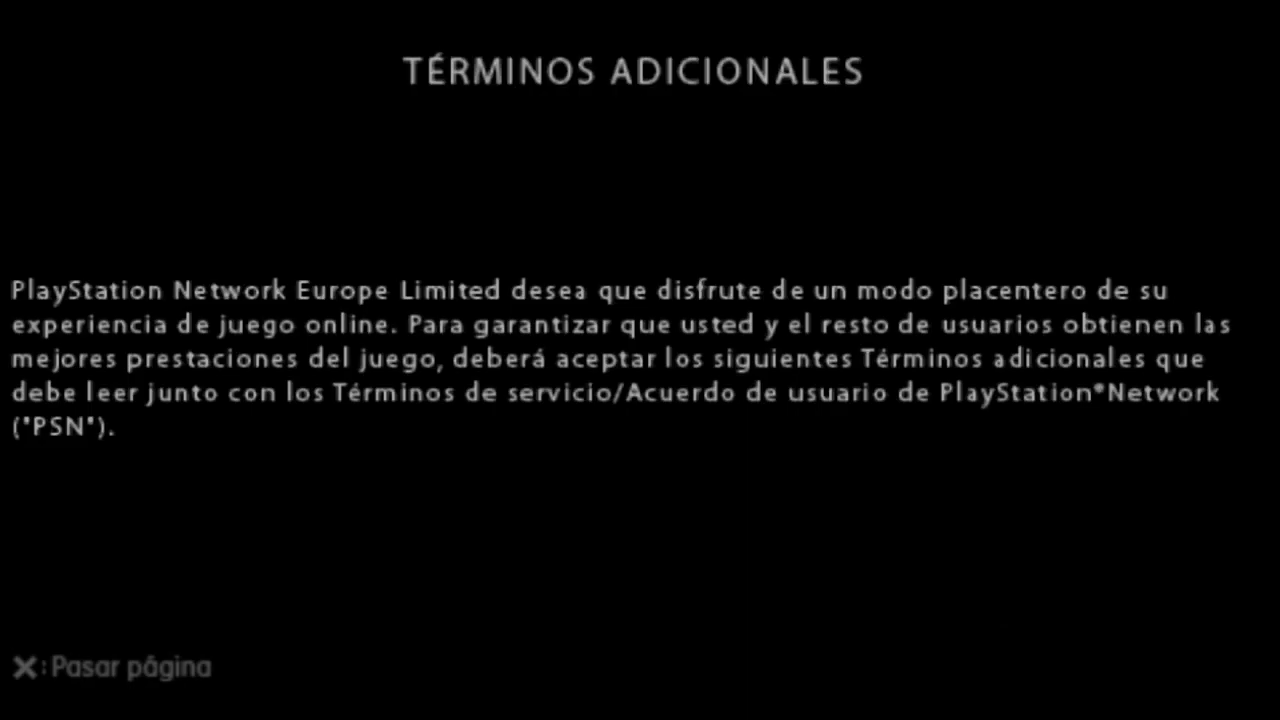 TÉRMINOS ADICIONALES
PlayStation Network Europe Limited desea que disfrute de un modo placentero de su
experiencia de juego online. Para garantizar que usted y el resto de usuarios obtienen las
mejores prestaciones del juego, deberá aceptar los siguientes Términos adicionales que
debe leer junto con los Términos de servicio/Acuerdo de usuario de PlayStation®Network
("PSN").
✕: Pasar página